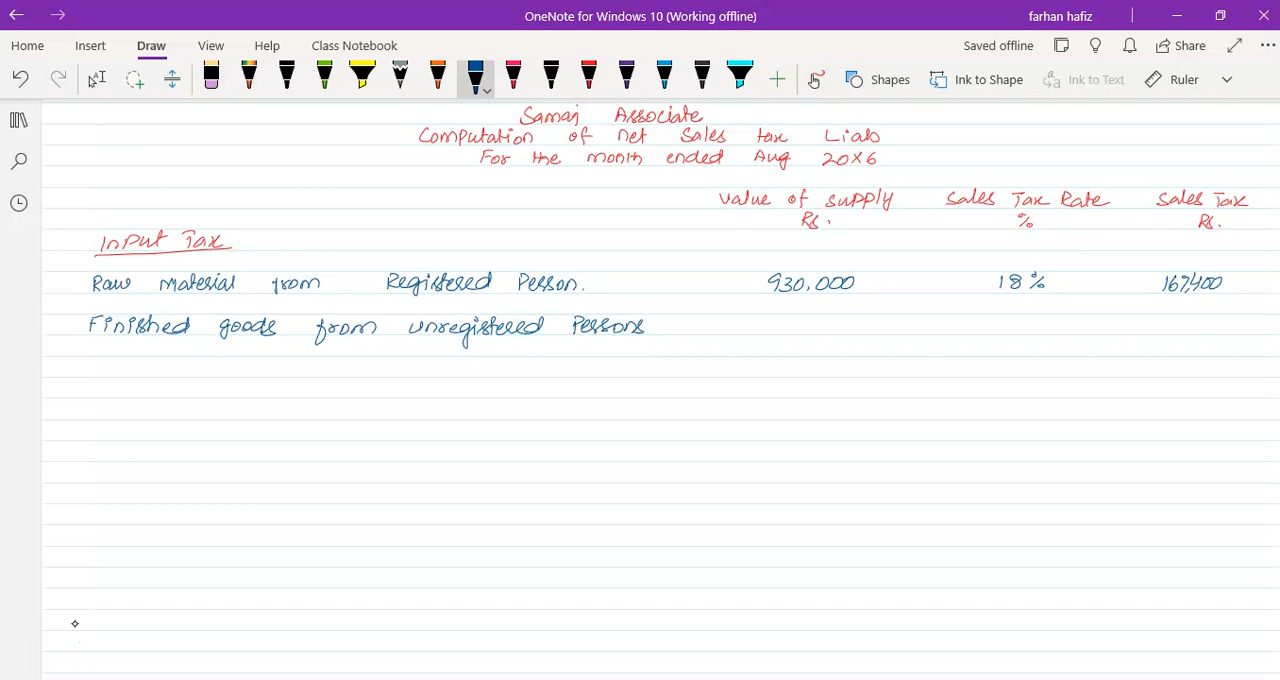 OneNote for Windows 10 (Working offline)
farhan hafiz
Home Insert Draw View Help Class Notebook
Saved offline Share
Shapes Ink to Shape Ink to Text Ruler
Samaj Associate
Computation of Net Sales tax Liab
For the month ended Aug 20X6
Value of supply Sales Tax Rate Sales Tax
Rs. % Rs.
Input Tax
Raw Material from Registered Person. 930,000 18% 167,400
Finished goods from unregistered Persons